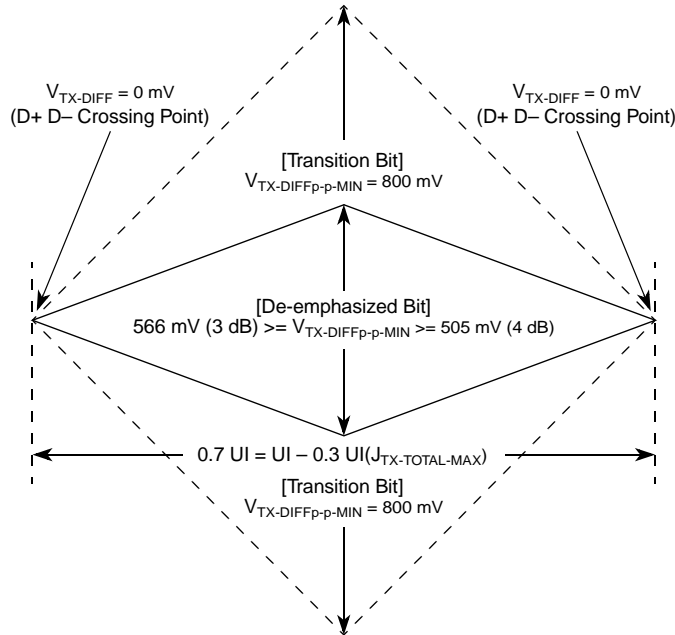 V_TX-DIFF = 0 mV
(D+ D– Crossing Point)
V_TX-DIFF = 0 mV
(D+ D– Crossing Point)
[Transition Bit]
V_TX-DIFFp-p-MIN = 800 mV
[De-emphasized Bit]
566 mV (3 dB) >= V_TX-DIFFp-p-MIN >= 505 mV (4 dB)
0.7 UI = UI – 0.3 UI(J_TX-TOTAL-MAX)
[Transition Bit]
V_TX-DIFFp-p-MIN = 800 mV